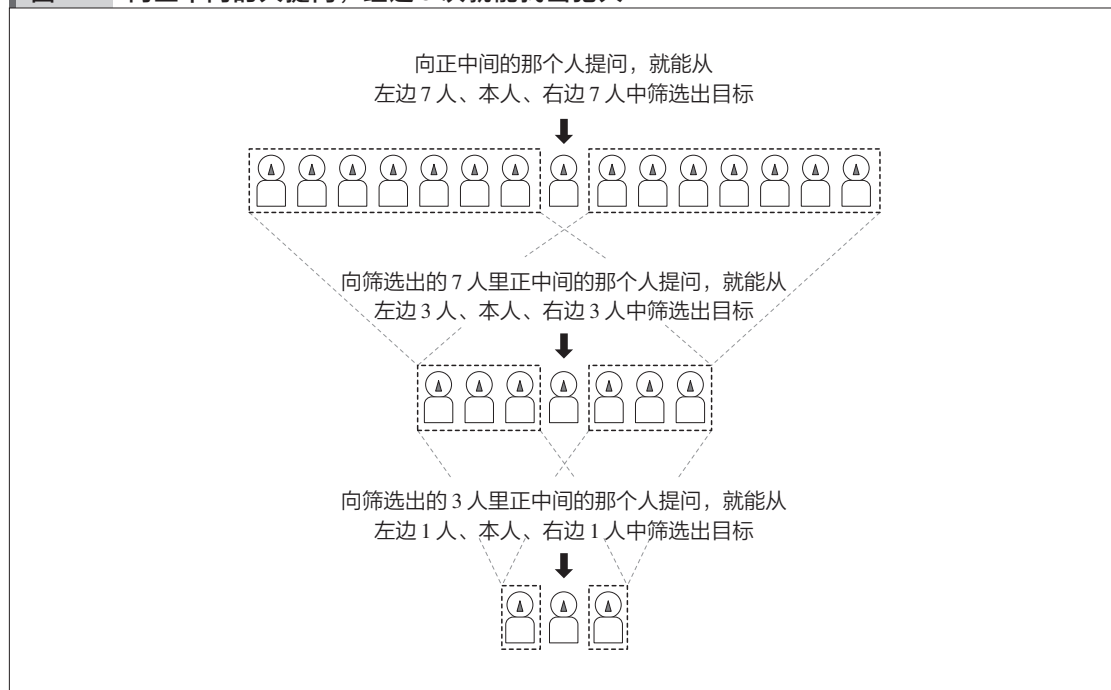 向正中间的那个人提问，就能从
左边 7 人、本人、右边 7 人中筛选出目标
向筛选出的 7 人里正中间的那个人提问，就能从
左边 3 人、本人、右边 3 人中筛选出目标
向筛选出的 3 人里正中间的那个人提问，就能从
左边 1 人、本人、右边 1 人中筛选出目标